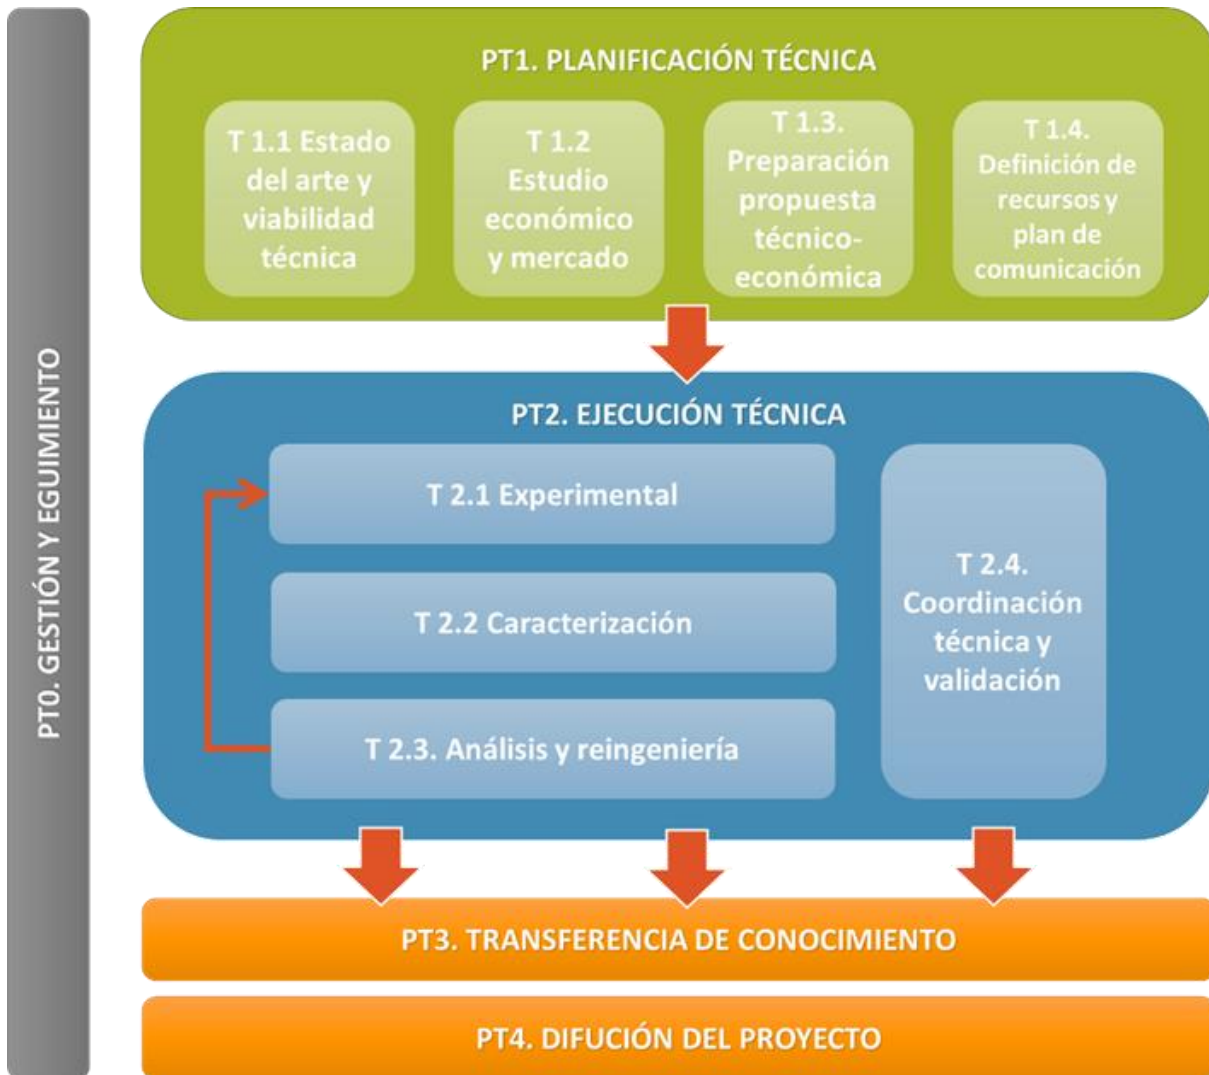 PT0. GESTIÓN Y EGUIMIENTO
PT1. PLANIFICACIÓN TÉCNICA
T 1.1 Estado
del arte y
viabilidad
técnica
T 1.2
Estudio
económico
y mercado
T 1.3.
Preparación
propuesta
técnico-
económica
T 1.4.
Definición de
recursos y
plan de
comunicación
PT2. EJECUCIÓN TÉCNICA
T 2.1 Experimental
T 2.2 Caracterización
T 2.3. Análisis y reingeniería
T 2.4.
Coordinación
técnica y
validación
PT3. TRANSFERENCIA DE CONOCIMIENTO
PT4. DIFUCIÓN DEL PROYECTO